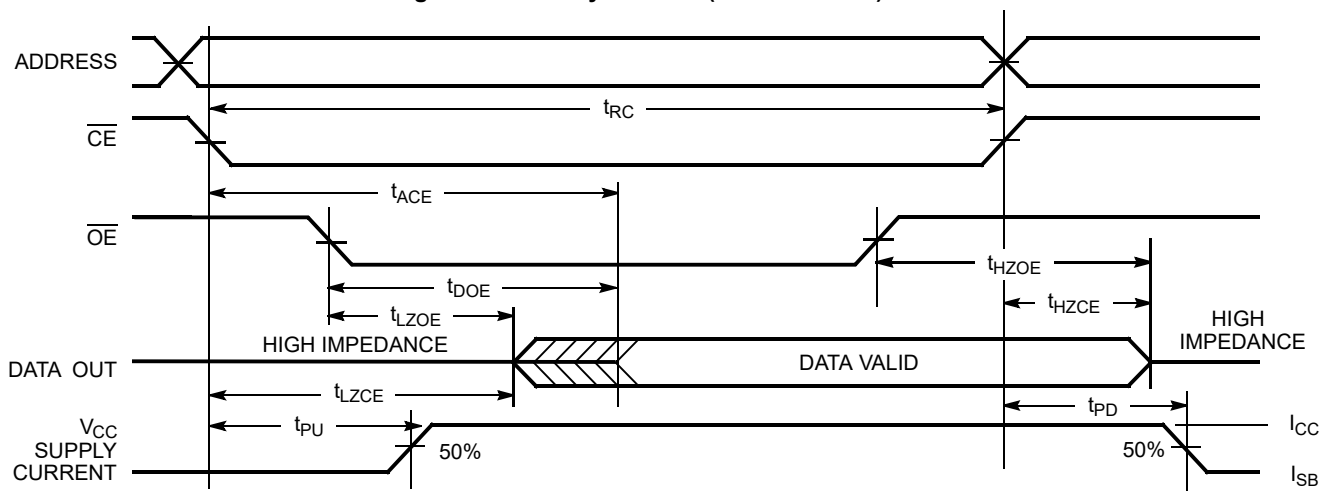 ADDRESS
tRC
CE
tACE
OE
tHZOE
tDOE
tHZCE
tLZOE
HIGH IMPEDANCE
HIGH
IMPEDANCE
DATA OUT
DATA VALID
tLZCE
tPD
tPU
VCC
SUPPLY
CURRENT
50%
50%
ICC
ISB